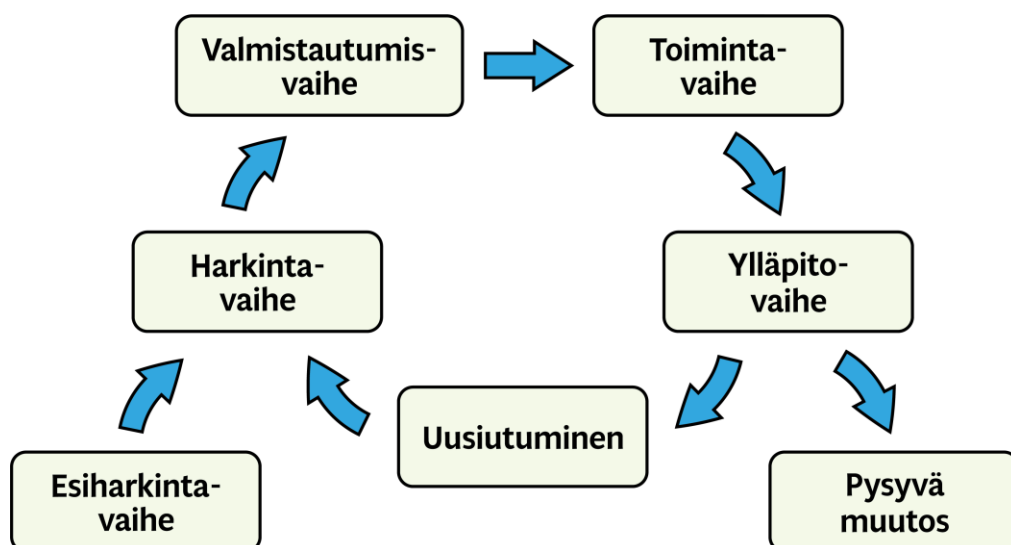 Valmistautumis-
vaihe
Toiminta-
vaihe
Harkinta-
vaihe
Ylläpito-
vaihe
Uusiutuminen
Esiharkinta-
vaihe
Pysyvä
muutos